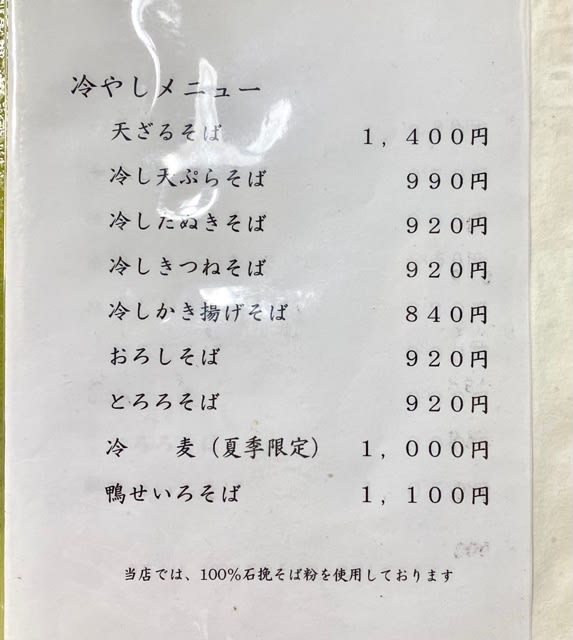 冷やしメニュー
天ざるそば 1，400円
冷し天ぷらそば 990円
冷したぬきそば 920円
冷しきつねそば 920円
冷しかき揚げそば 840円
おろしそば 920円
とろろそば 920円
冷　麦（夏季限定） 1，000円
鴨せいろそば 1，100円
当店では、100%石挽そば粉を使用しております